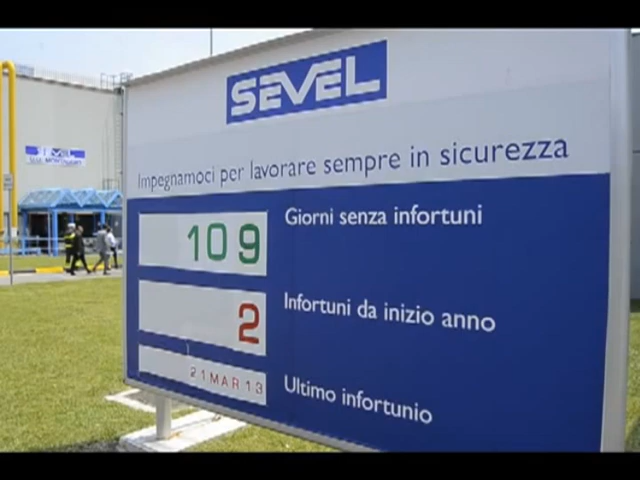 SEVEL
Impegnamoci per lavorare sempre in sicurezza
109 Giorni senza infortuni
2 Infortuni da inizio anno
21 MAR 13 Ultimo infortunio
SEVEL